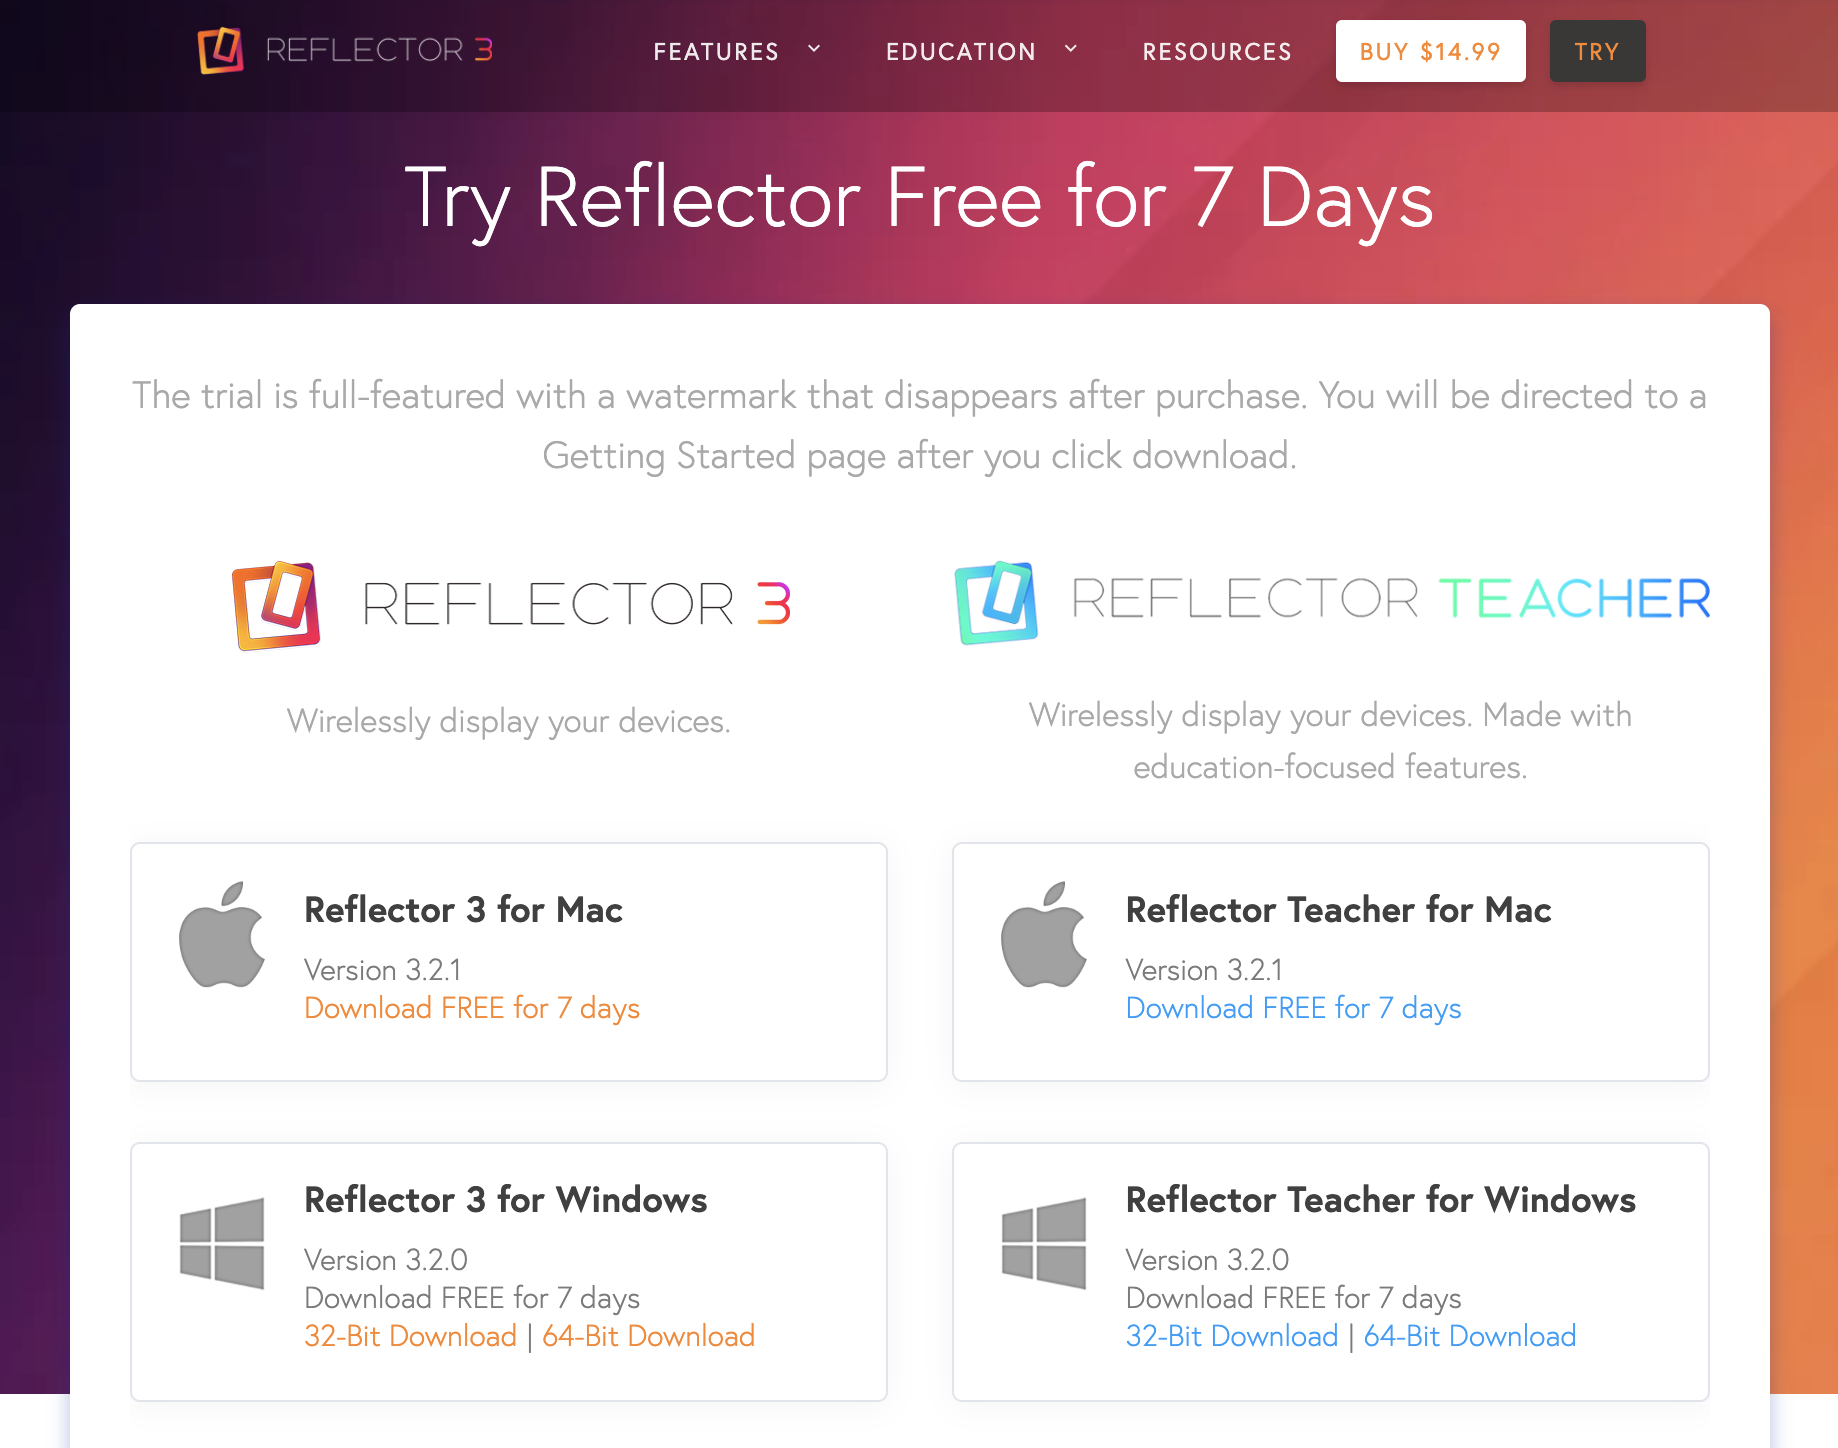 REFLECTOR 3
FEATURES
EDUCATION
RESOURCES
BUY $14.99
TRY
Try Reflector Free for 7 Days
The trial is full-featured with a watermark that disappears after purchase. You will be directed to a
Getting Started page after you click download.
REFLECTOR 3
Wirelessly display your devices.
REFLECTOR TEACHER
Wirelessly display your devices. Made with
education-focused features.
Reflector 3 for Mac
Version 3.2.1
Download FREE for 7 days
Reflector Teacher for Mac
Version 3.2.1
Download FREE for 7 days
Reflector 3 for Windows
Version 3.2.0
Download FREE for 7 days
32-Bit Download | 64-Bit Download
Reflector Teacher for Windows
Version 3.2.0
Download FREE for 7 days
32-Bit Download | 64-Bit Download